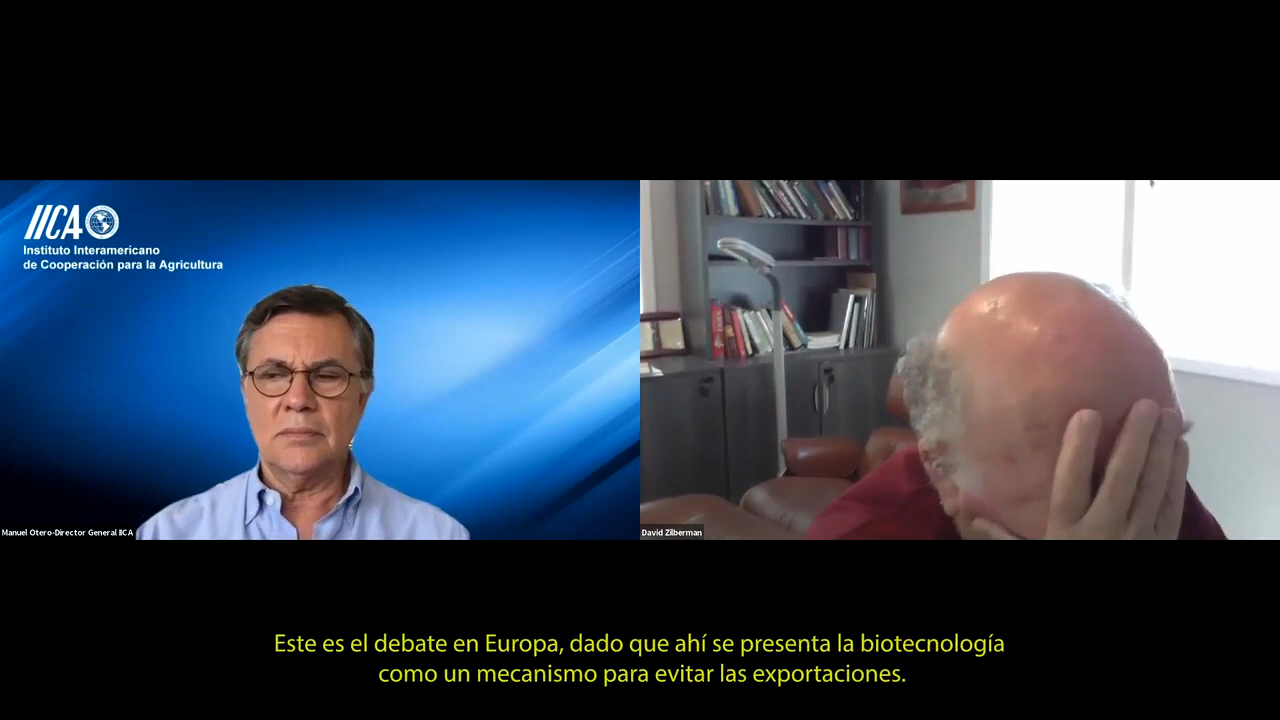 IICA
Instituto Interamericano
de Cooperación para la Agricultura
Manuel Otero-Director General IICA
David Zilberman
Este es el debate en Europa, dado que ahí se presenta la biotecnología
como un mecanismo para evitar las exportaciones.